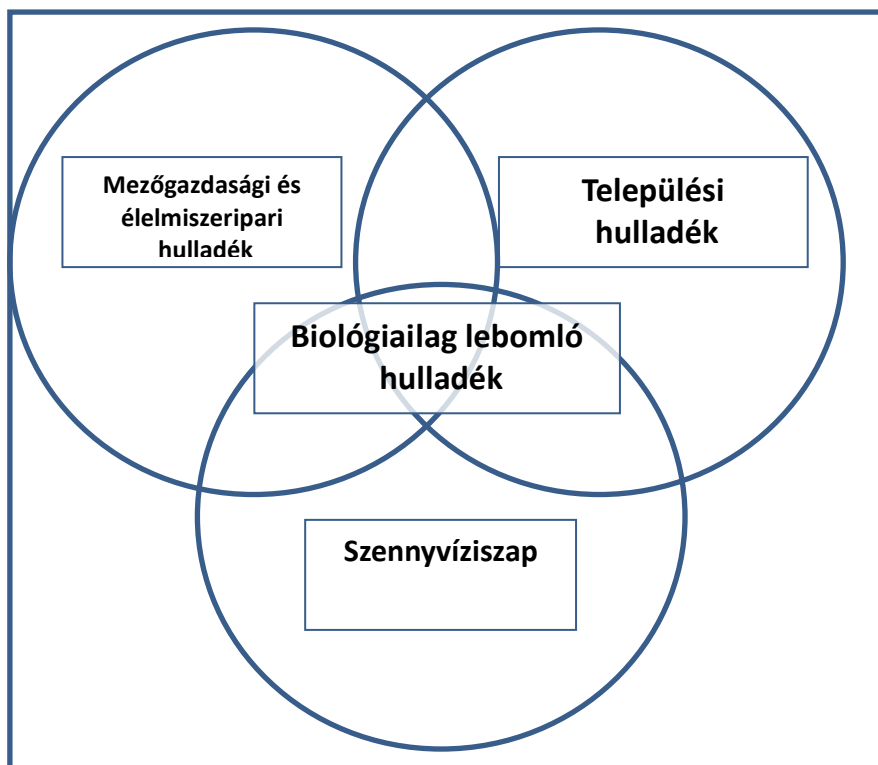 Mezőgazdasági és
élelmiszeripari
hulladék
Települési
hulladék
Biológiailag lebomló
hulladék
Szennyvíziszap